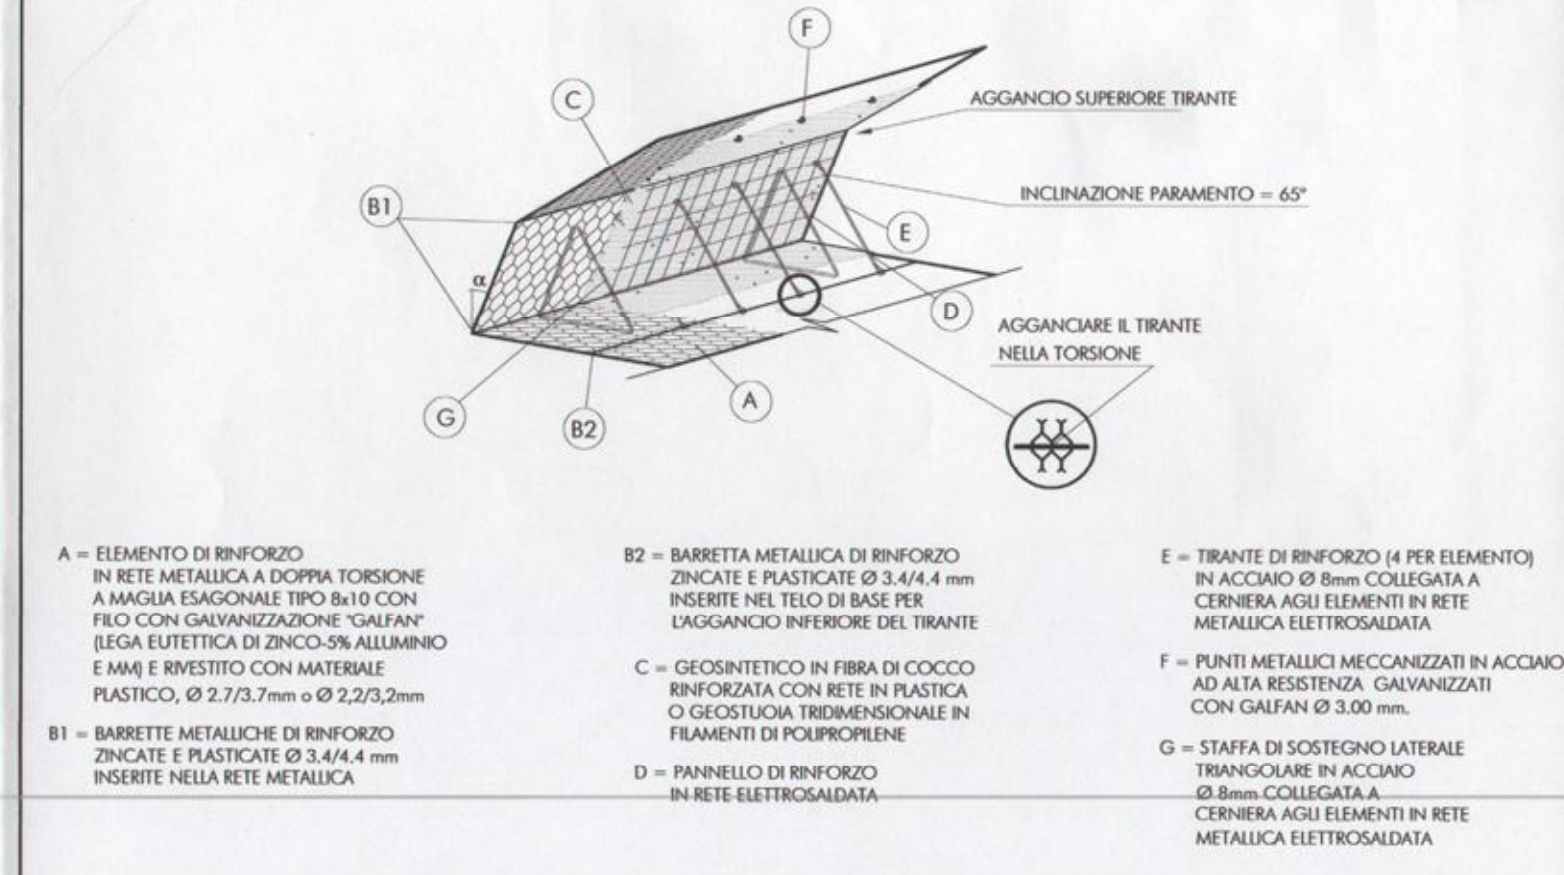 F
C
AGGANCIO SUPERIORE TIRANTE
INCLINAZIONE PARAMENTO = 65°
B1
E
α
D
AGGANCIARE IL TIRANTE
NELLA TORSIONE
G
B2
A
A = ELEMENTO DI RINFORZO
IN RETE METALLICA A DOPPIA TORSIONE
A MAGLIA ESAGONALE TIPO 8x10 CON
FILO CON GALVANIZZAZIONE "GALFAN"
(LEGA EUTETTICA DI ZINCO-5% ALLUMINIO
E MM) E RIVESTITO CON MATERIALE
PLASTICO, Ø 2.7/3.7mm o Ø 2,2/3,2mm
B1 = BARRETTE METALLICHE DI RINFORZO
ZINCATE E PLASTICATE Ø 3.4/4.4 mm
INSERITE NELLA RETE METALLICA
B2 = BARRETTA METALLICA DI RINFORZO
ZINCATE E PLASTICATE Ø 3.4/4.4 mm
INSERITE NEL TELO DI BASE PER
L'AGGANCIO INFERIORE DEL TIRANTE
C = GEOSINTETICO IN FIBRA DI COCCO
RINFORZATA CON RETE IN PLASTICA
O GEOSTUOIA TRIDIMENSIONALE IN
FILAMENTI DI POLIPROPILENE
D = PANNELLO DI RINFORZO
IN RETE ELETTROSALDATA
E = TIRANTE DI RINFORZO (4 PER ELEMENTO)
IN ACCIAIO Ø 8mm COLLEGATA A
CERNIERA AGLI ELEMENTI IN RETE
METALLICA ELETTROSALDATA
F = PUNTI METALLICI MECCANIZZATI IN ACCIAIO
AD ALTA RESISTENZA GALVANIZZATI
CON GALFAN Ø 3.00 mm.
G = STAFFA DI SOSTEGNO LATERALE
TRIANGOLARE IN ACCIAIO
Ø 8mm COLLEGATA A
CERNIERA AGLI ELEMENTI IN RETE
METALLICA ELETTROSALDATA